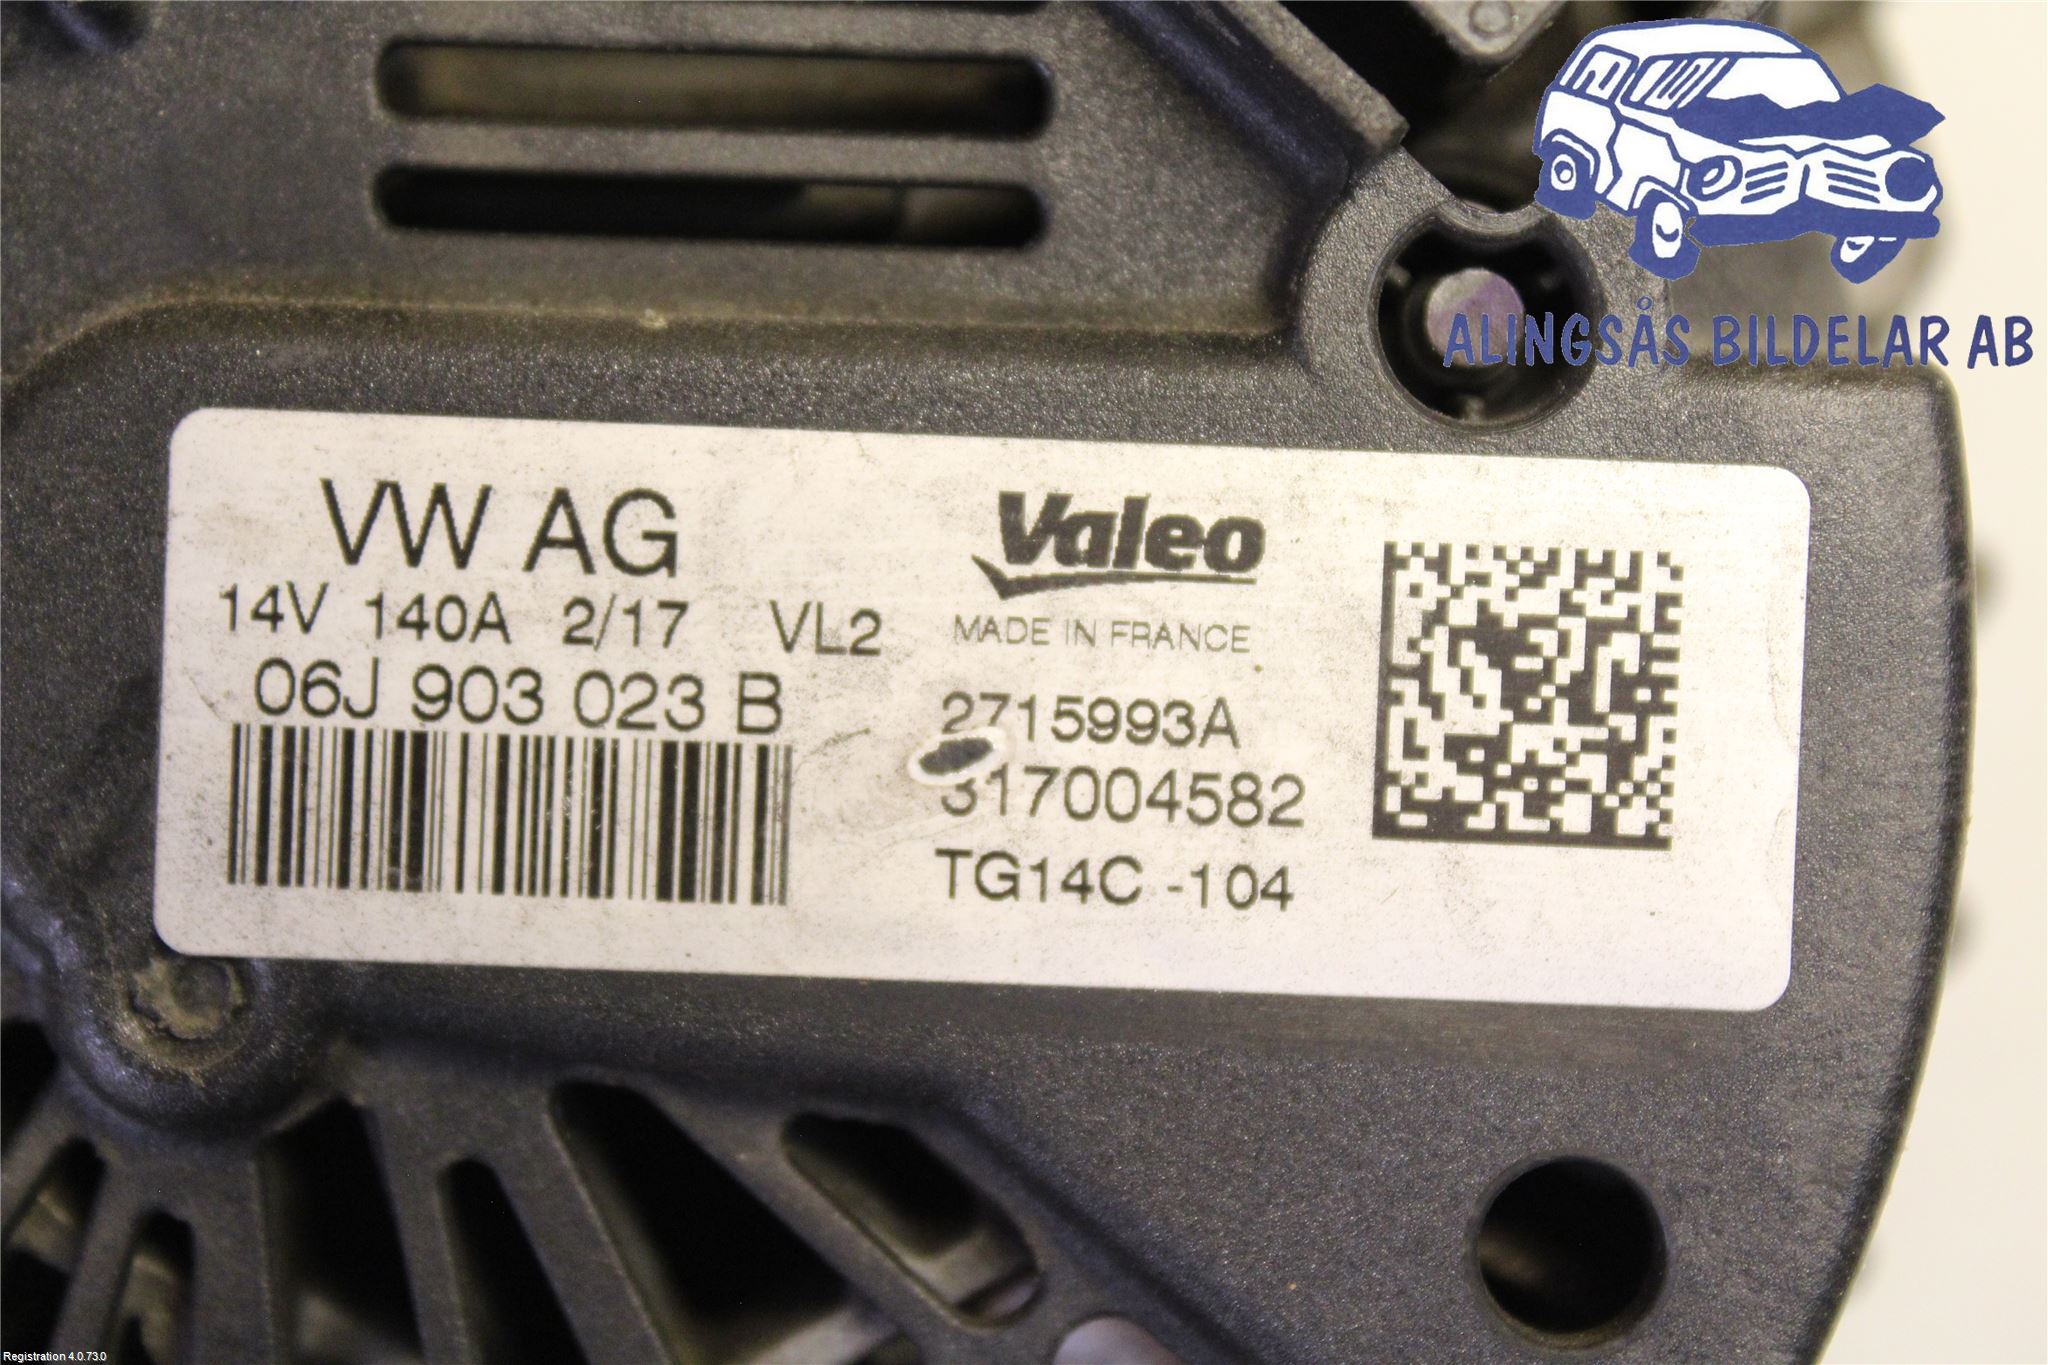 ALINGSÅS BILDELAR AB
VW AG
14V 140A 2/17 VL2
06J 903 023 B
Valeo
MADE IN FRANCE
2715993A
317004582
TG14C -104
Registration 4.0.73.0